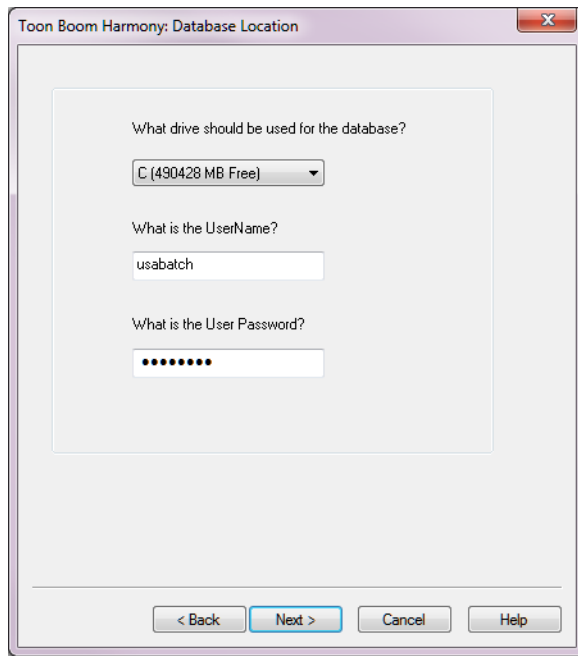 Toon Boom Harmony: Database Location
What drive should be used for the database?
C (490428 MB Free)
What is the UserName?
usabatch
What is the User Password?
••••••••
< Back Next > Cancel Help